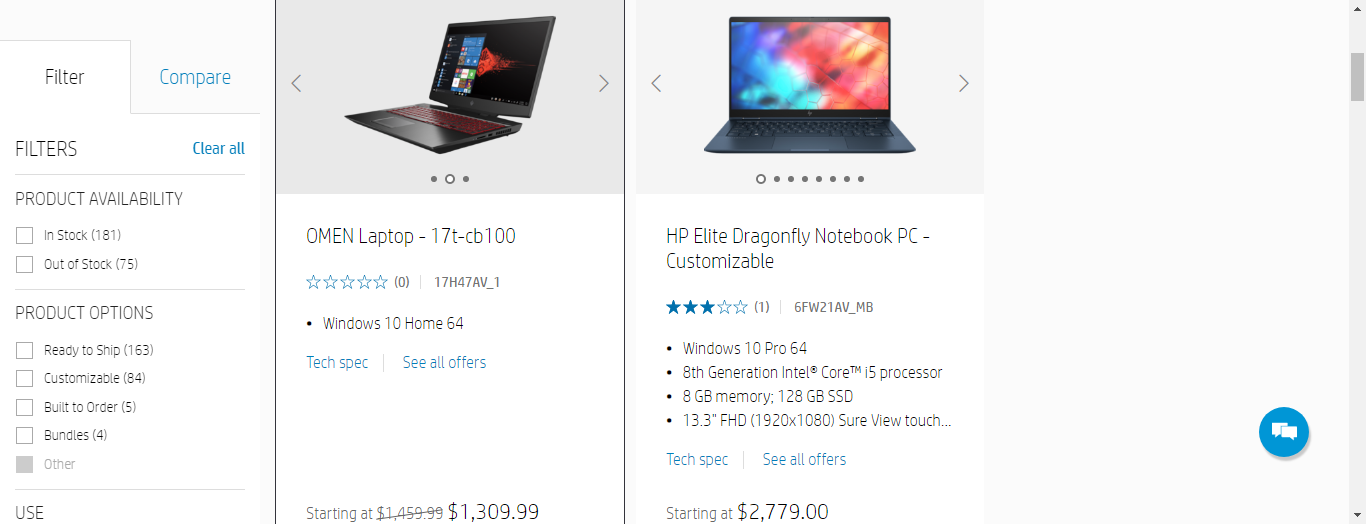 Filter
Compare
FILTERS
Clear all
PRODUCT AVAILABILITY
In Stock (181)
Out of Stock (75)
PRODUCT OPTIONS
Ready to Ship (163)
Customizable (84)
Built to Order (5)
Bundles (4)
Other
USE
OMEN Laptop - 17t-cb100
(0) 17H47AV_1
• Windows 10 Home 64
Tech spec See all offers
Starting at $1,459.99 $1,309.99
HP Elite Dragonfly Notebook PC -
Customizable
(1) 6FW21AV_MB
• Windows 10 Pro 64
• 8th Generation Intel® Core™ i5 processor
• 8 GB memory; 128 GB SSD
• 13.3" FHD (1920x1080) Sure View touch...
Tech spec See all offers
Starting at $2,779.00